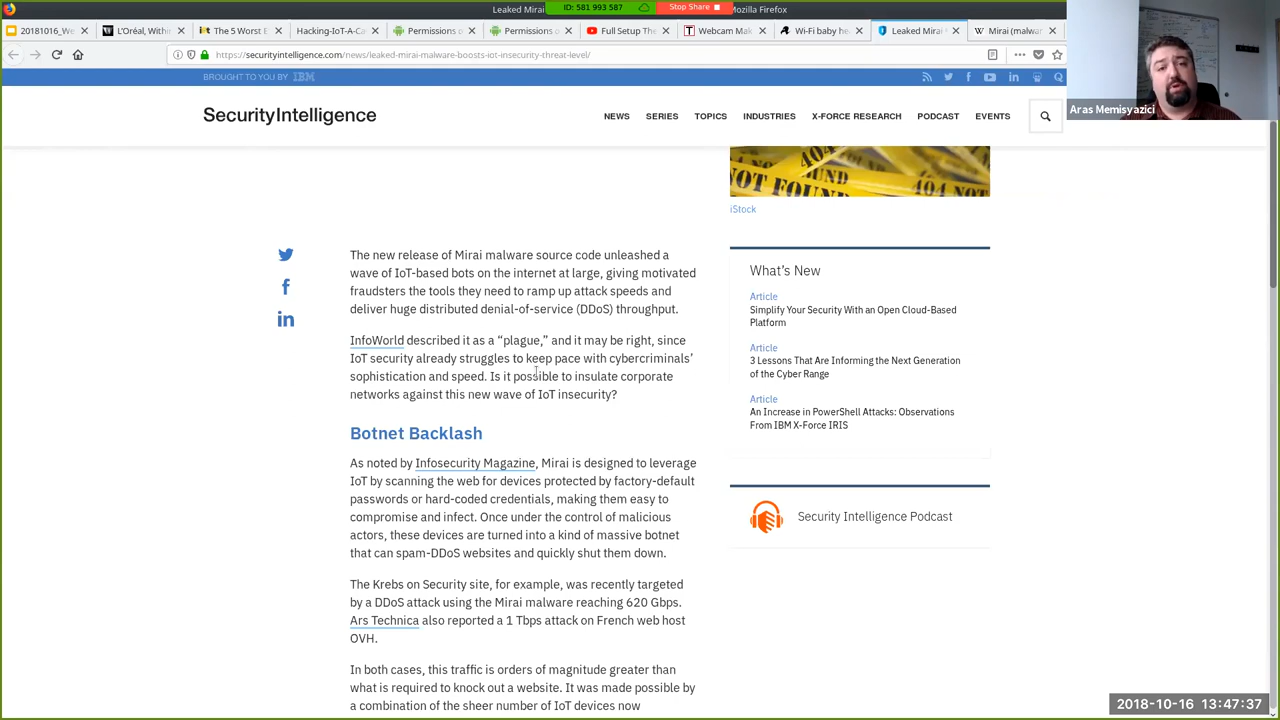 Leaked Mirai
ID: 581 993 587
Stop Share
Mozilla Firefox
20181016_We
L'Oréal, Withi
The 5 Worst E
Hacking-IoT-A-Ca
Permissions
Permissions
Full Setup The
Webcam Mak
Wi-Fi baby he
Leaked Mirai
Mirai (malwar
https://securityintelligence.com/news/leaked-mirai-malware-boosts-iot-insecurity-threat-level/
BROUGHT TO YOU BY IBM
Aras Memisyazici
SecurityIntelligence
NEWS SERIES TOPICS INDUSTRIES X-FORCE RESEARCH PODCAST EVENTS
404 NOT FOUND
iStock
The new release of Mirai malware source code unleashed a
wave of IoT-based bots on the internet at large, giving motivated
fraudsters the tools they need to ramp up attack speeds and
deliver huge distributed denial-of-service (DDoS) throughput.
InfoWorld described it as a “plague,” and it may be right, since
IoT security already struggles to keep pace with cybercriminals’
sophistication and speed. Is it possible to insulate corporate
networks against this new wave of IoT insecurity?
Botnet Backlash
As noted by Infosecurity Magazine, Mirai is designed to leverage
IoT by scanning the web for devices protected by factory-default
passwords or hard-coded credentials, making them easy to
compromise and infect. Once under the control of malicious
actors, these devices are turned into a kind of massive botnet
that can spam-DDoS websites and quickly shut them down.
The Krebs on Security site, for example, was recently targeted
by a DDoS attack using the Mirai malware reaching 620 Gbps.
Ars Technica also reported a 1 Tbps attack on French web host
OVH.
In both cases, this traffic is orders of magnitude greater than
what is required to knock out a website. It was made possible by
a combination of the sheer number of IoT devices now
What’s New
Article
Simplify Your Security With an Open Cloud-Based
Platform
Article
3 Lessons That Are Informing the Next Generation
of the Cyber Range
Article
An Increase in PowerShell Attacks: Observations
From IBM X-Force IRIS
Security Intelligence Podcast
2018-10-16 13:47:37